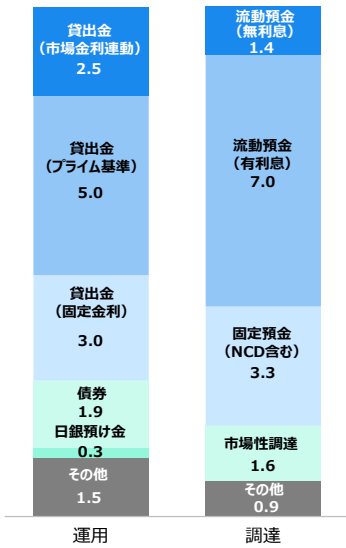 貸出金
（市場金利連動）
2.5
貸出金
（プライム基準）
5.0
貸出金
（固定金利）
3.0
債券
1.9
日銀預け金
0.3
その他
1.5
運用
流動預金
（無利息）
1.4
流動預金
（有利息）
7.0
固定預金
（NCD含む）
3.3
市場性調達
1.6
その他
0.9
調達